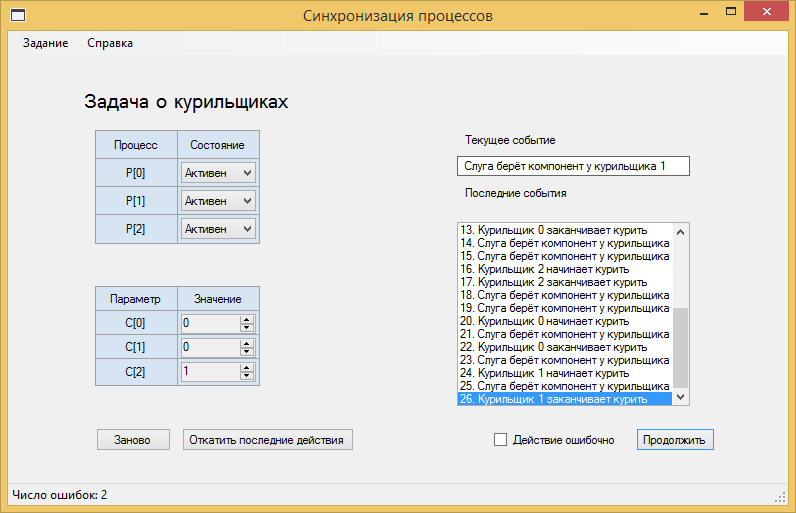 Синхронизация процессов
Задание Справка
Задача о курильщиках
Процесс Состояние
P[0] Активен
P[1] Активен
P[2] Активен
Параметр Значение
C[0] 0
C[1] 0
C[2] 1
Текущее событие
Слуга берёт компонент у курильщика 1
Последние события
13. Курильщик 0 заканчивает курить
14. Слуга берёт компонент у курильщика
15. Слуга берёт компонент у курильщика
16. Курильщик 2 начинает курить
17. Курильщик 2 заканчивает курить
18. Слуга берёт компонент у курильщика
19. Слуга берёт компонент у курильщика
20. Курильщик 0 начинает курить
21. Слуга берёт компонент у курильщика
22. Курильщик 0 заканчивает курить
23. Слуга берёт компонент у курильщика
24. Курильщик 1 начинает курить
25. Слуга берёт компонент у курильщика
26. Курильщик 1 заканчивает курить
Заново Откатить последние действия
Действие ошибочно Продолжить
Число ошибок: 2